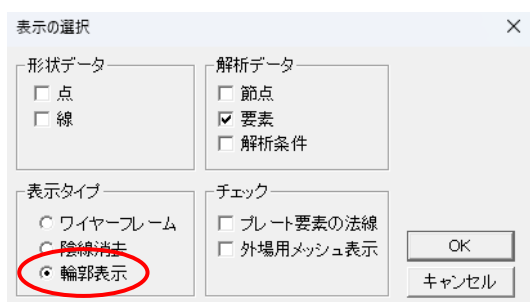 表示の選択
形状データ
点
線
解析データ
節点
要素
解析条件
表示タイプ
ワイヤーフレーム
陰線消去
輪郭表示
チェック
プレート要素の法線
外場用メッシュ表示
OK
キャンセル